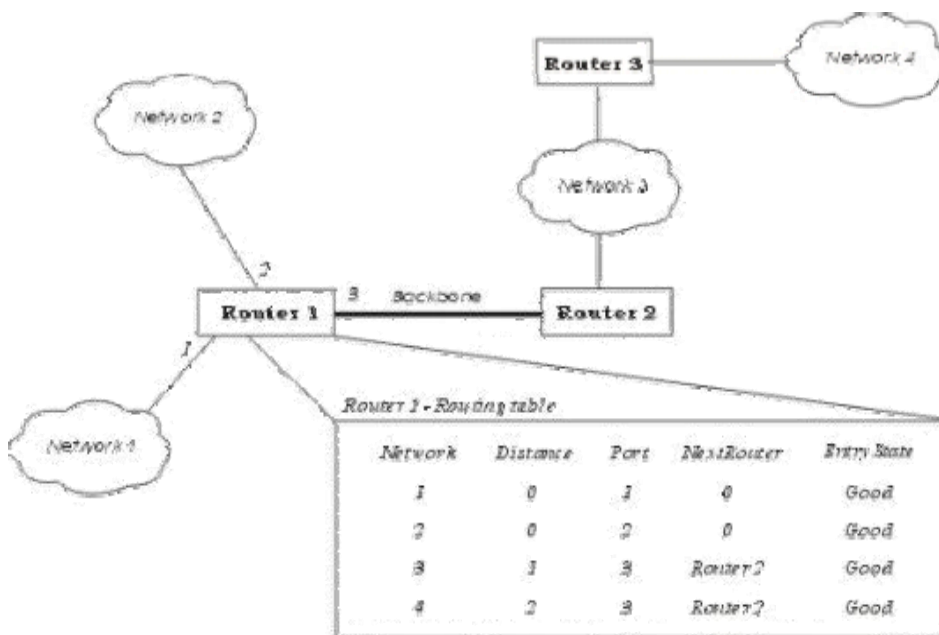 Network 4
Router 3
Network 2
Network 3
2
3 Backbone
Router 1
Router 2
1
Network 1
Router 1 - Routing table
Network Distance Port NextRouter Entry State
1 0 1 0 Good
2 0 2 0 Good
3 1 3 Router 2 Good
4 2 3 Router 2 Good